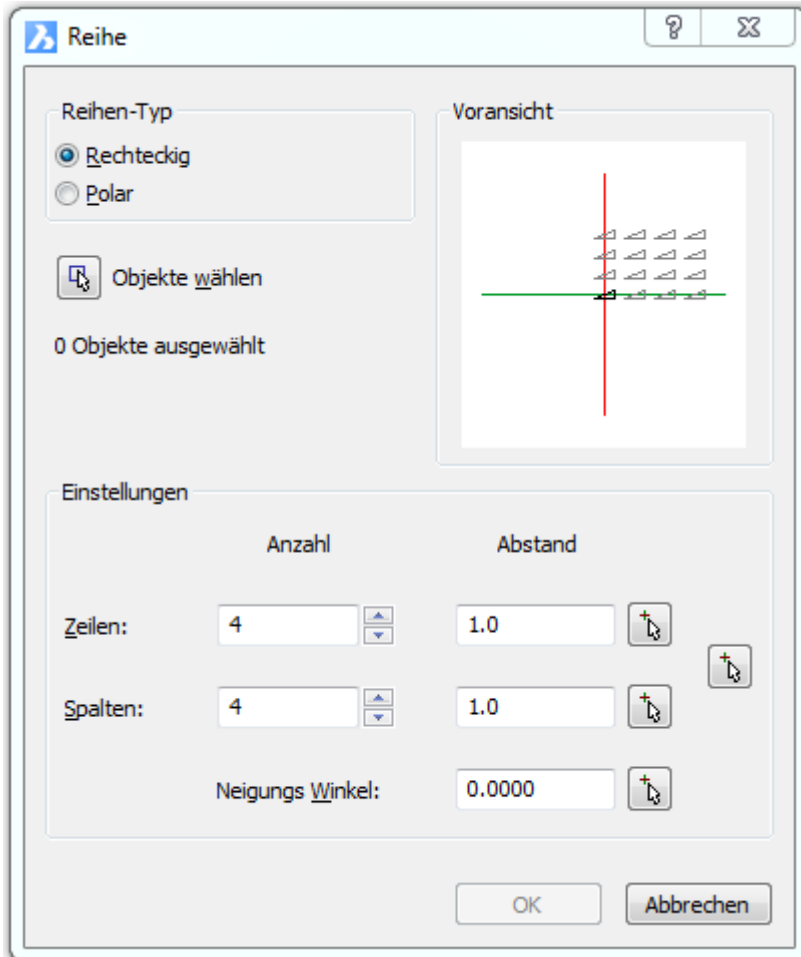 Reihe
Reihen-Typ
Rechteckig
Polar
Voransicht
Objekte wählen
0 Objekte ausgewählt
Einstellungen
Anzahl Abstand
Zeilen: 4 1.0
Spalten: 4 1.0
Neigungs Winkel: 0.0000
OK Abbrechen